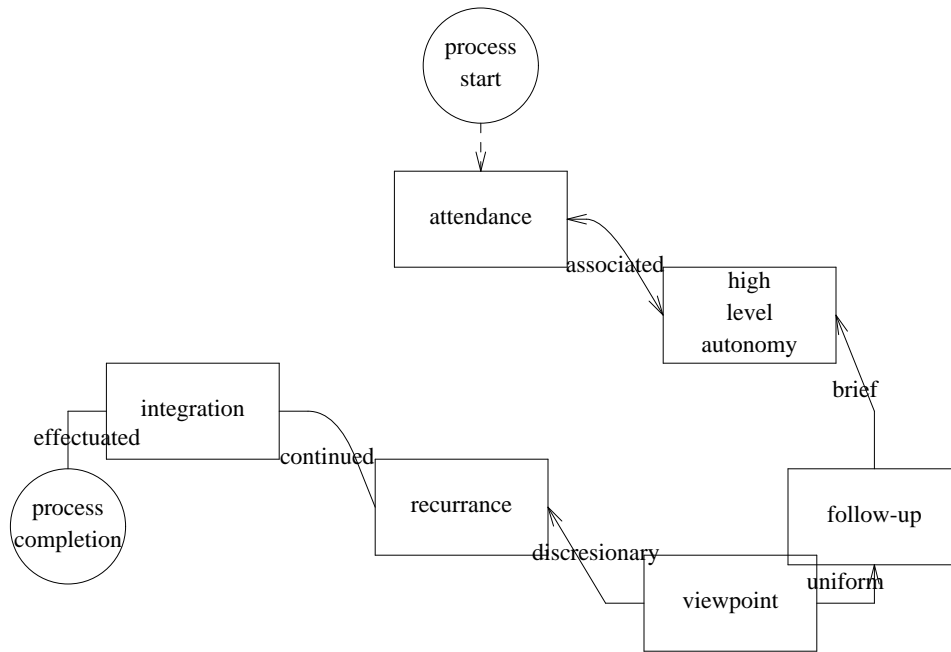 process
start
attendance
associated
high
level
autonomy
brief
integration
effectuated
continued
process
completion
recurrance
follow-up
discresionary
uniform
viewpoint